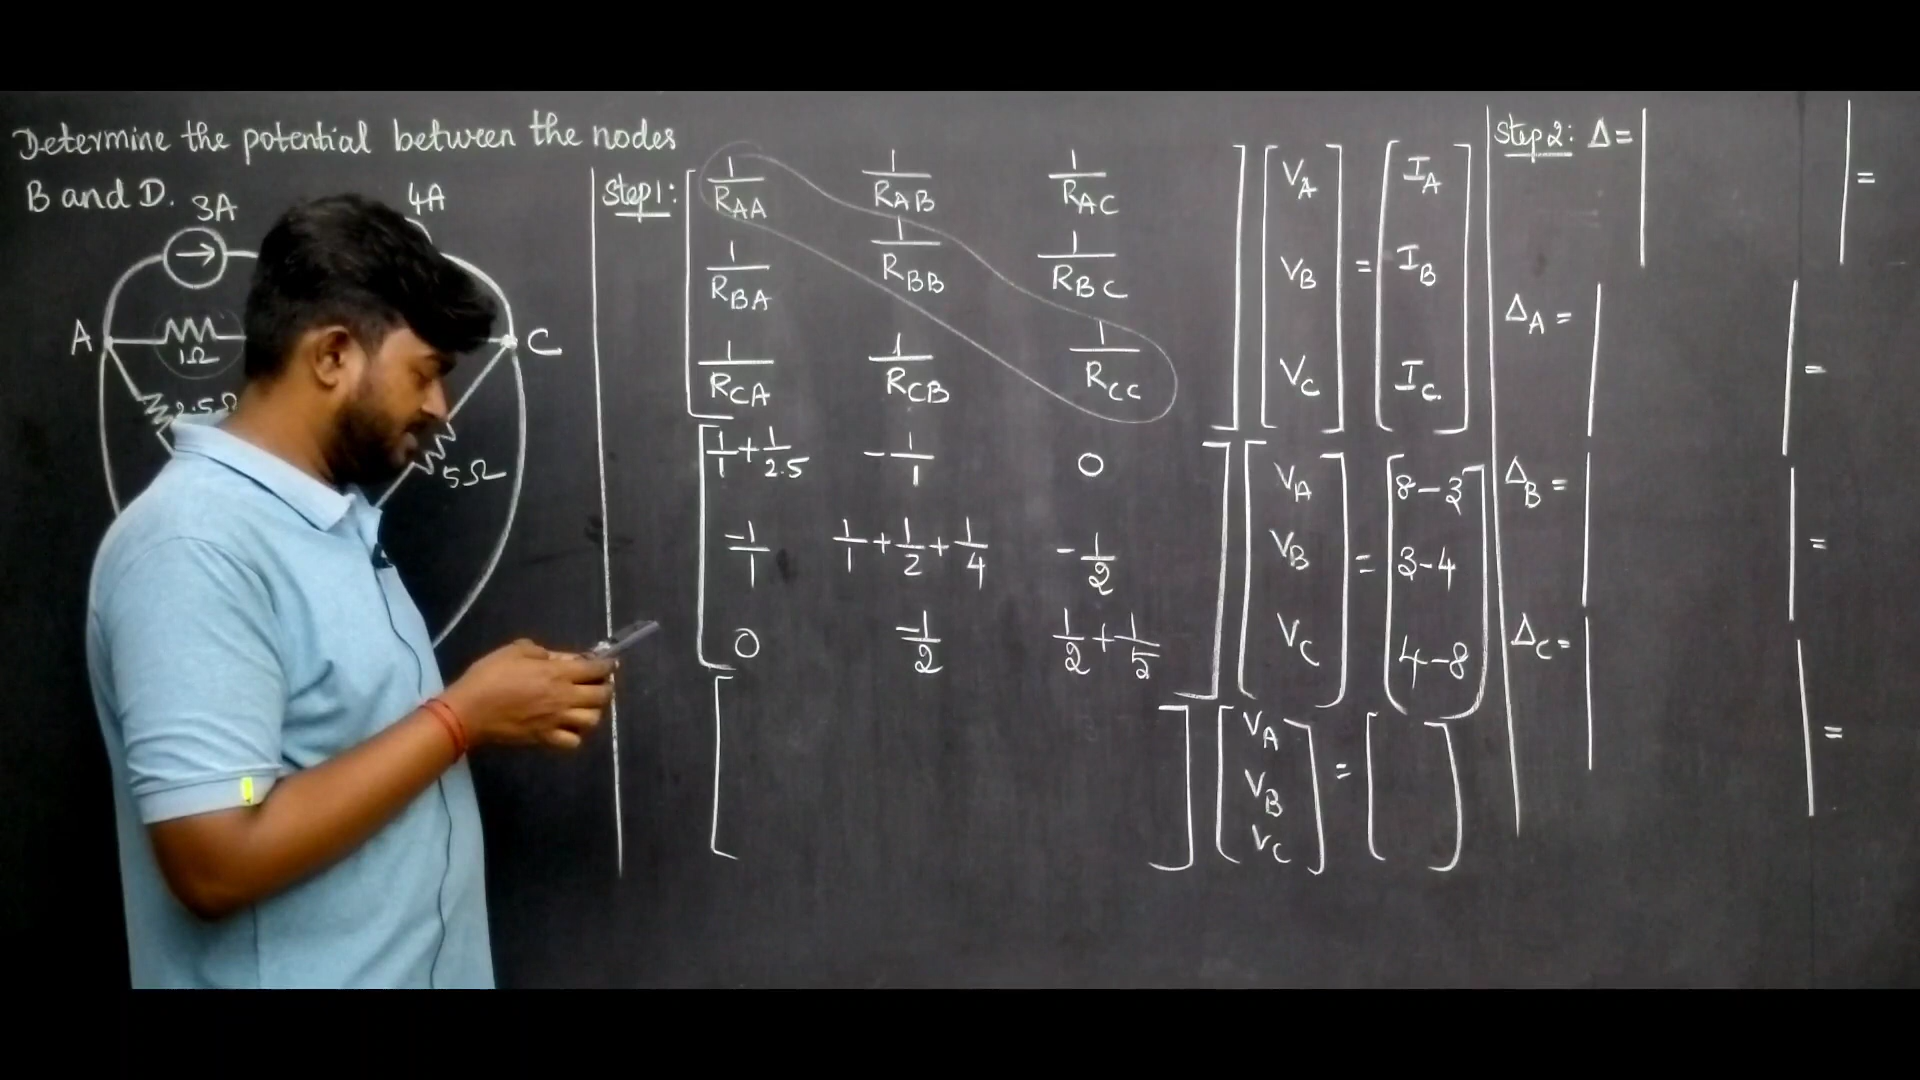 Determine the potential between the nodes
B and D.
3A
4A
A
1Ω
C
2.5Ω
5Ω
Step1:
1/RAA 1/RAB 1/RAC
1/RBA 1/RBB 1/RBC
1/RCA 1/RCB 1/RCC
VA
VB
VC
=
IA
IB
IC
1/1+1/2.5 -1/1 0
-1/1 1/1+1/2+1/4 -1/2
0 -1/2 1/2+1/5
VA
VB
VC
=
8-3
3-4
4-8
VA
VB
VC
=
Step2: Δ= =
ΔA= =
ΔB= =
ΔC= =